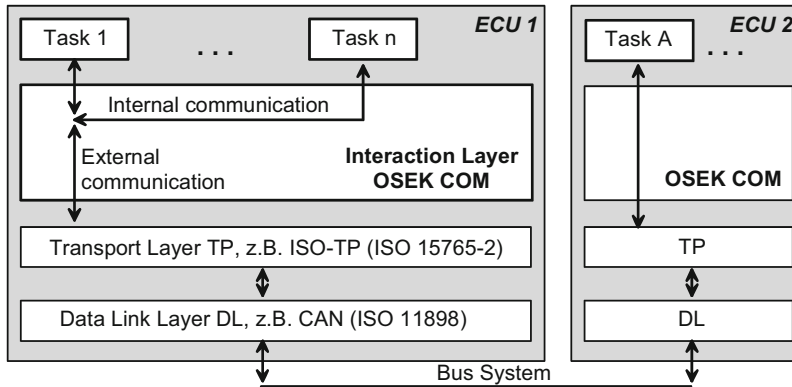 ECU 1
Task 1
. . .
Task n
Internal communication
External
communication
Interaction Layer
OSEK COM
Transport Layer TP, z.B. ISO-TP (ISO 15765-2)
Data Link Layer DL, z.B. CAN (ISO 11898)
ECU 2
Task A
. . .
OSEK COM
TP
DL
Bus System